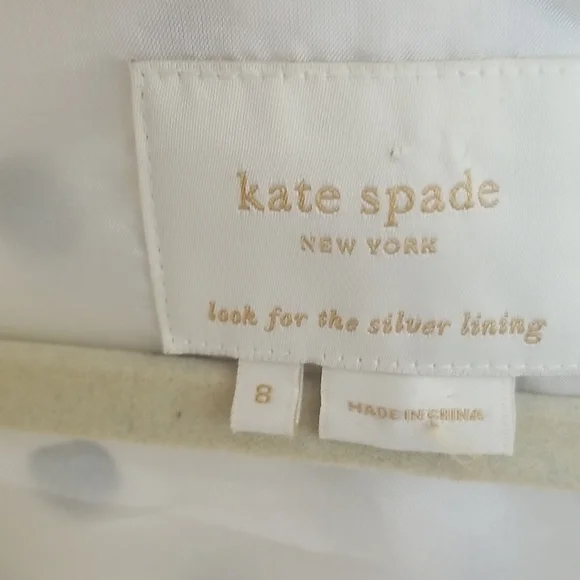 kate spade
NEW YORK
look for the silver lining
8
MADE IN CHINA